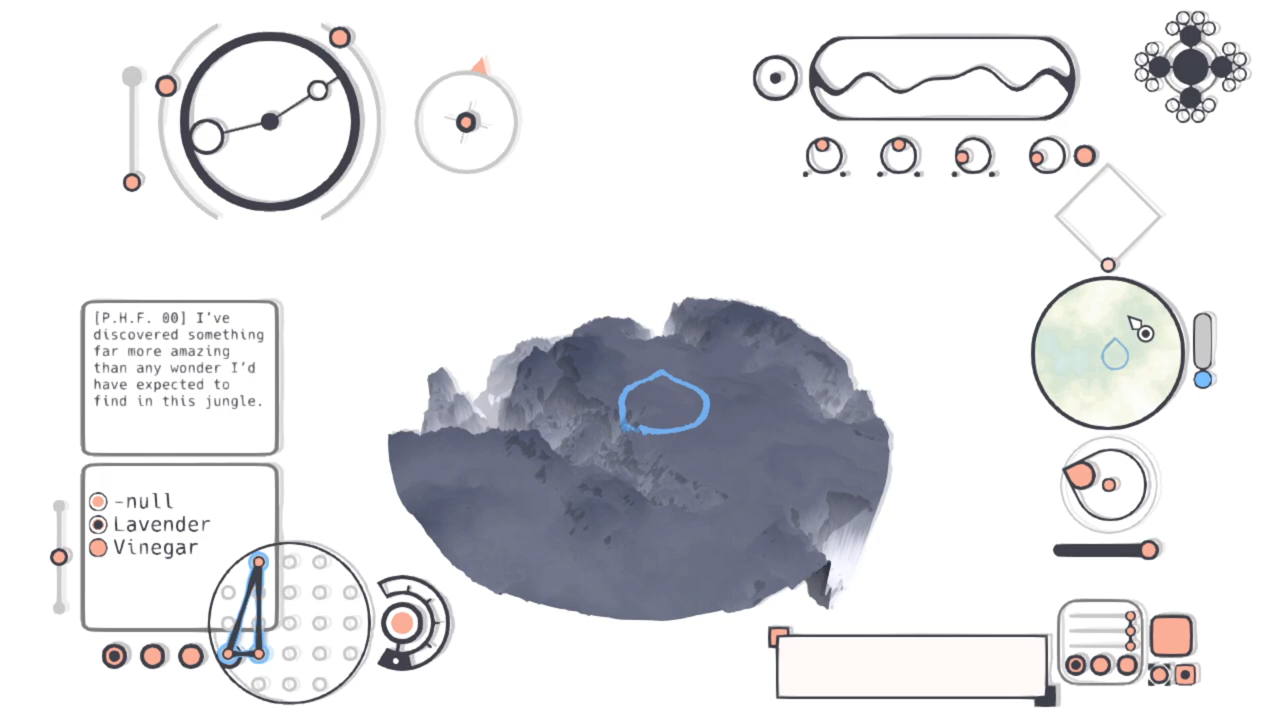 [P.H.F. 00] I've
discovered something
far more amazing
than any wonder I'd
have expected to
find in this jungle.
-null
Lavender
Vinegar